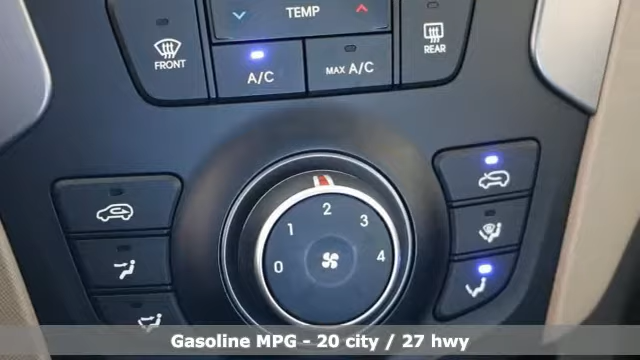 TEMP
FRONT
REAR
A/C
MAX A/C
0 1 2 3 4
Gasoline MPG - 20 city / 27 hwy